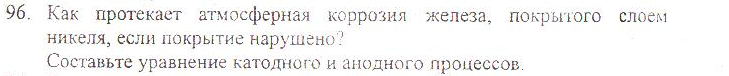 96. Как протекает атмосферная коррозия железа, покрытого слоем
никеля, если покрытие нарушено?
Составьте уравнение катодного и анодного процессов.